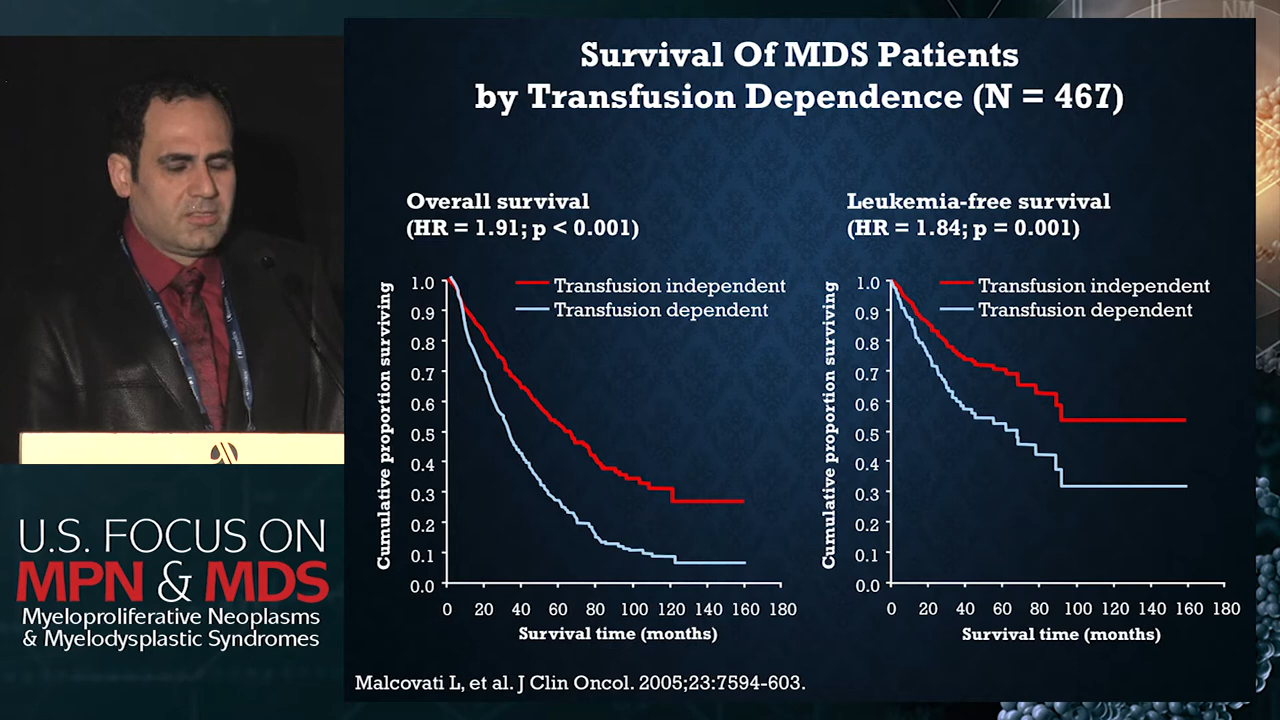 NM
Survival Of MDS Patients
by Transfusion Dependence (N = 467)
Overall survival
(HR = 1.91; p < 0.001)
Cumulative proportion surviving
1.0
0.9
0.8
0.7
0.6
0.5
0.4
0.3
0.2
0.1
0.0
Transfusion independent
Transfusion dependent
0 20 40 60 80 100 120 140 160 180
Survival time (months)
Leukemia-free survival
(HR = 1.84; p = 0.001)
Cumulative proportion surviving
1.0
0.9
0.8
0.7
0.6
0.5
0.4
0.3
0.2
0.1
0.0
Transfusion independent
Transfusion dependent
0 20 40 60 80 100 120 140 160 180
Survival time (months)
Malcovati L, et al. J Clin Oncol. 2005;23:7594-603.
U.S. FOCUS ON
MPN & MDS
Myeloproliferative Neoplasms
& Myelodysplastic Syndromes